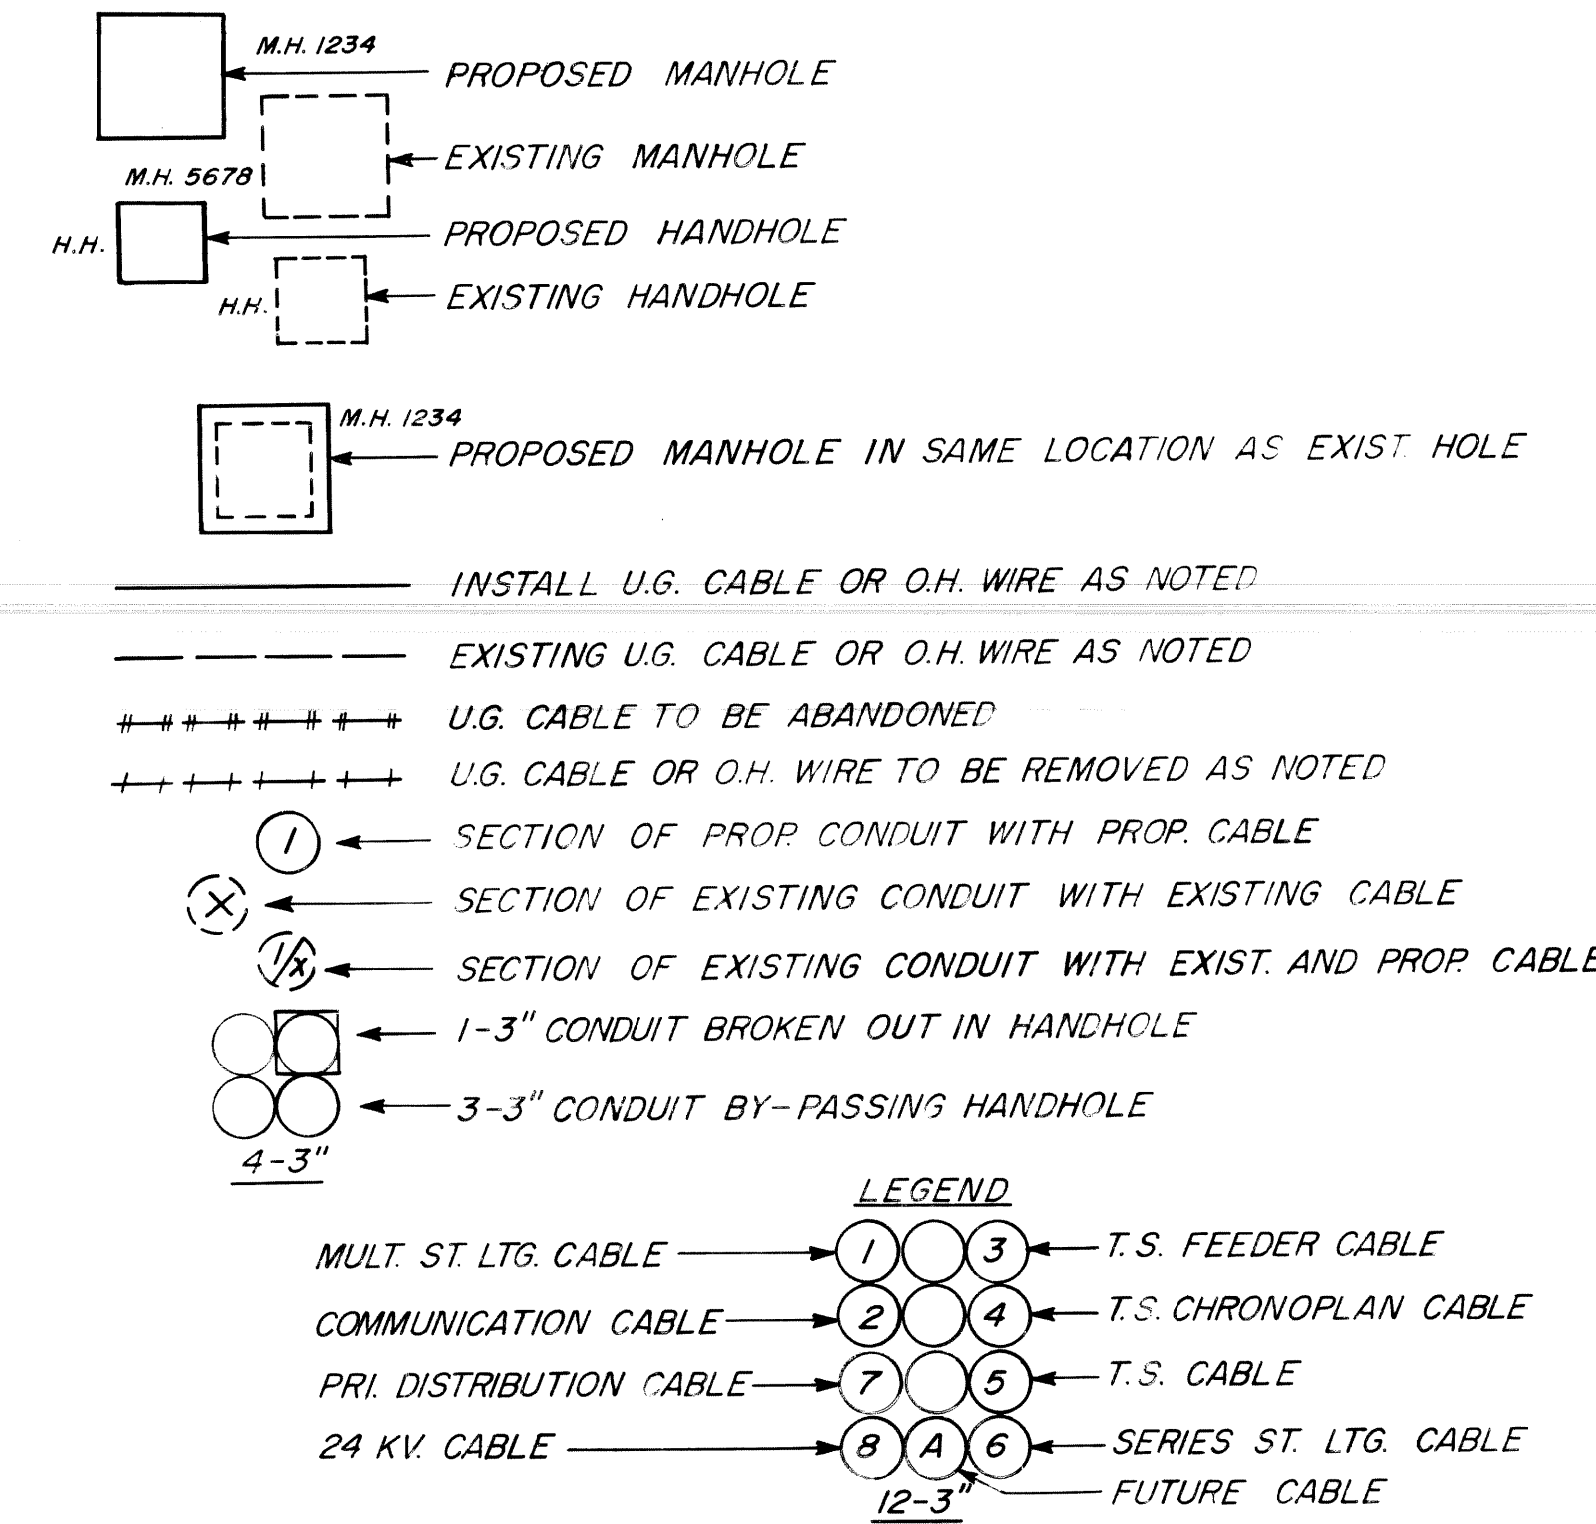 M.H. 1234
PROPOSED MANHOLE
EXISTING MANHOLE
M.H. 5678
PROPOSED HANDHOLE
H.H.
EXISTING HANDHOLE
H.H.
M.H. 1234
PROPOSED MANHOLE IN SAME LOCATION AS EXIST. HOLE
INSTALL U.G. CABLE OR O.H. WIRE AS NOTED
EXISTING U.G. CABLE OR O.H. WIRE AS NOTED
U.G. CABLE TO BE ABANDONED
U.G. CABLE OR O.H. WIRE TO BE REMOVED AS NOTED
1 SECTION OF PROP. CONDUIT WITH PROP. CABLE
X SECTION OF EXISTING CONDUIT WITH EXISTING CABLE
1/X SECTION OF EXISTING CONDUIT WITH EXIST. AND PROP. CABLE
1-3" CONDUIT BROKEN OUT IN HANDHOLE
3-3" CONDUIT BY-PASSING HANDHOLE
4-3"
LEGEND
MULT. ST. LTG. CABLE 1 3 T.S. FEEDER CABLE
COMMUNICATION CABLE 2 4 T.S. CHRONOPLAN CABLE
PRI. DISTRIBUTION CABLE 7 5 T.S. CABLE
24 KV. CABLE 8 A 6 SERIES ST. LTG. CABLE
12-3" FUTURE CABLE